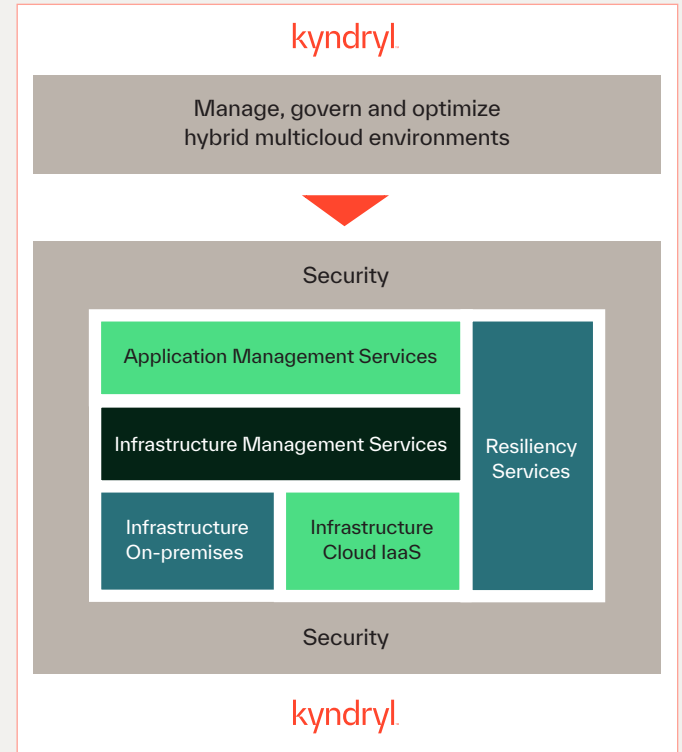 kyndryl
Manage, govern and optimize
hybrid multicloud environments
Security
Application Management Services
Infrastructure Management Services
Infrastructure
On-premises
Infrastructure
Cloud IaaS
Resiliency
Services
Security
kyndryl